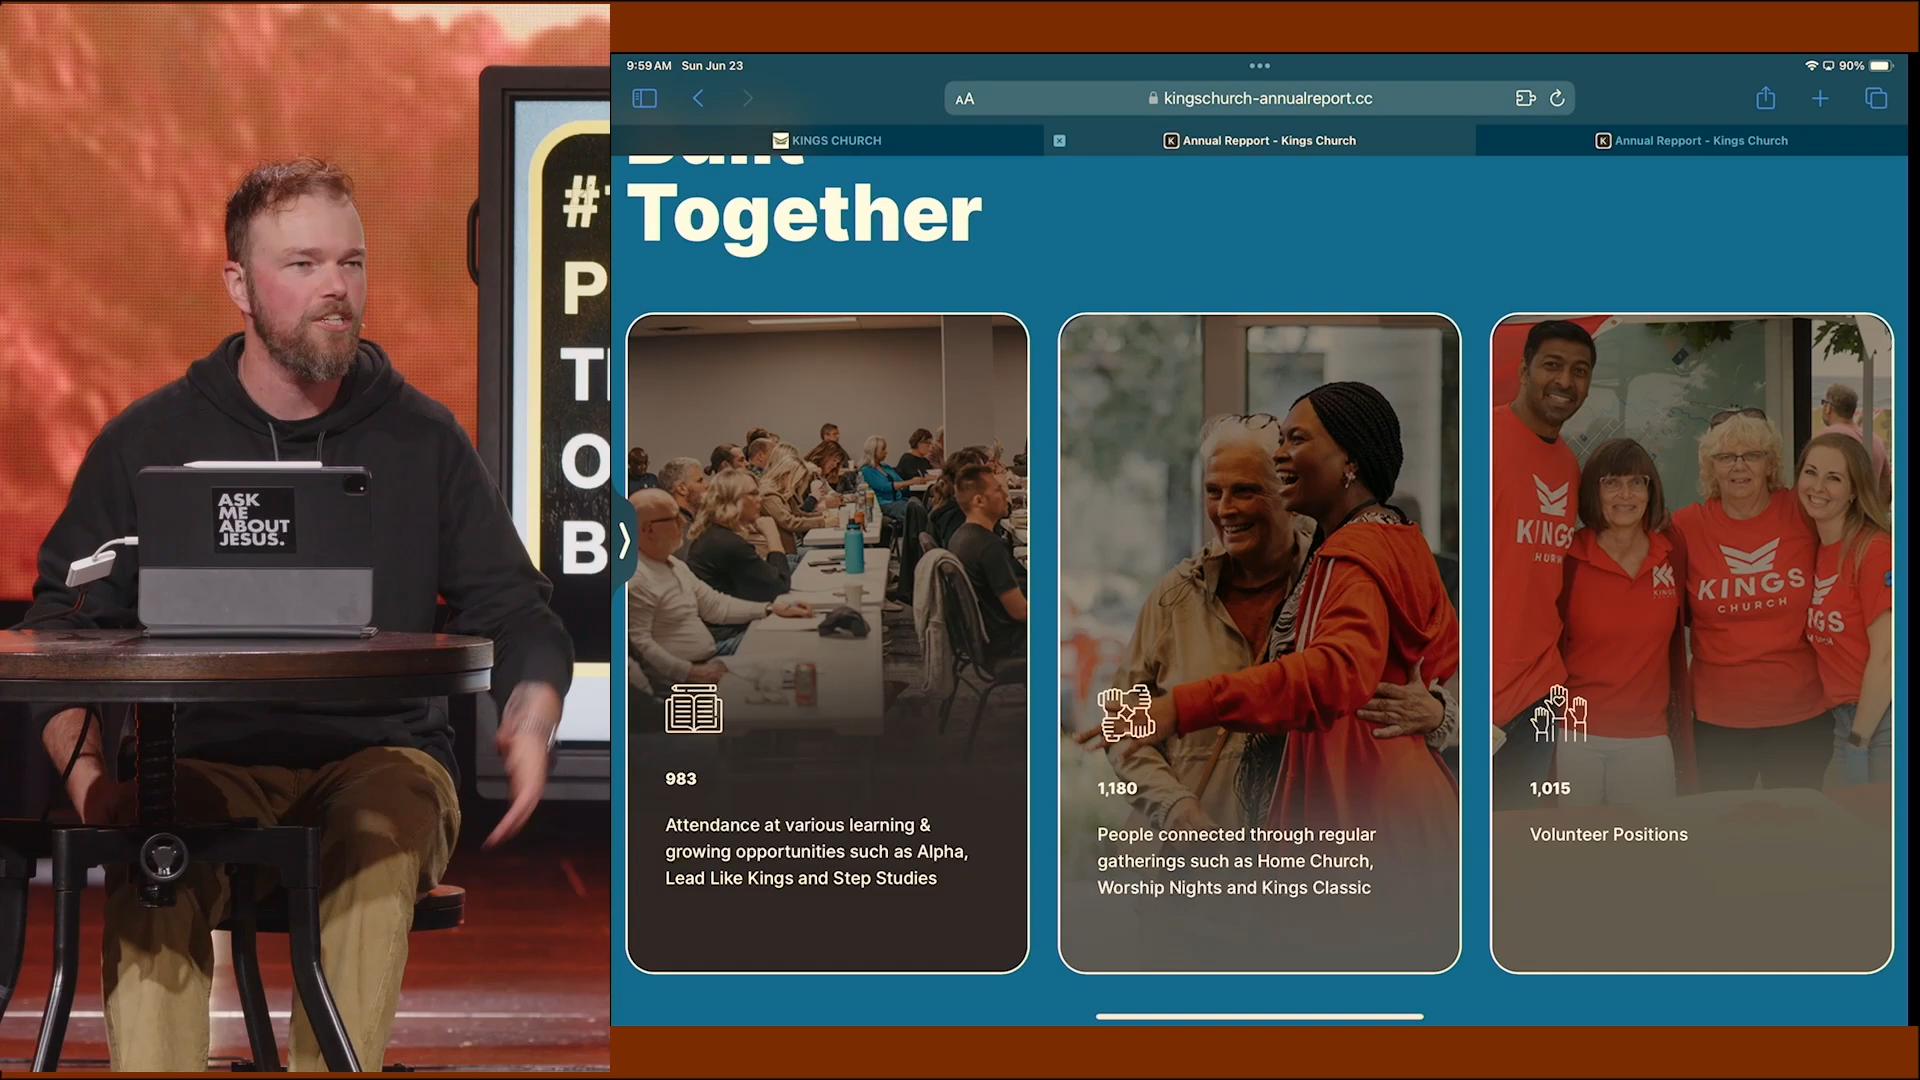 #
P
O
B
ASK
ME
ABOUT
JESUS.
9:59 AM Sun Jun 23
90%
AA
kingschurch-annualreport.cc
KINGS CHURCH
Annual Repport - Kings Church
Annual Repport - Kings Church
Built
Together
983
Attendance at various learning &
growing opportunities such as Alpha,
Lead Like Kings and Step Studies
1,180
People connected through regular
gatherings such as Home Church,
Worship Nights and Kings Classic
KINGS
KINGS
KINGS
CHURCH
1,015
Volunteer Positions